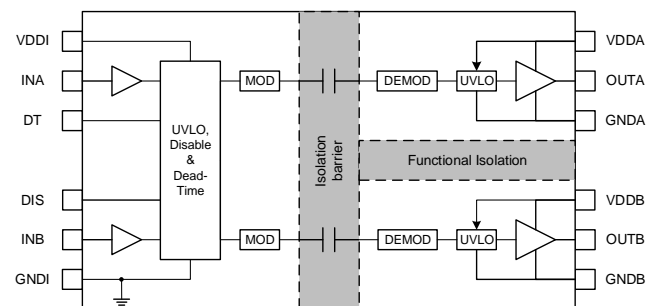 VDDI
INA
DT
DIS
INB
GNDI
UVLO,
Disable
&
Dead-
Time
MOD
MOD
Isolation
barrier
DEMOD
UVLO
Functional Isolation
DEMOD
UVLO
VDDA
OUTA
GNDA
VDDB
OUTB
GNDB